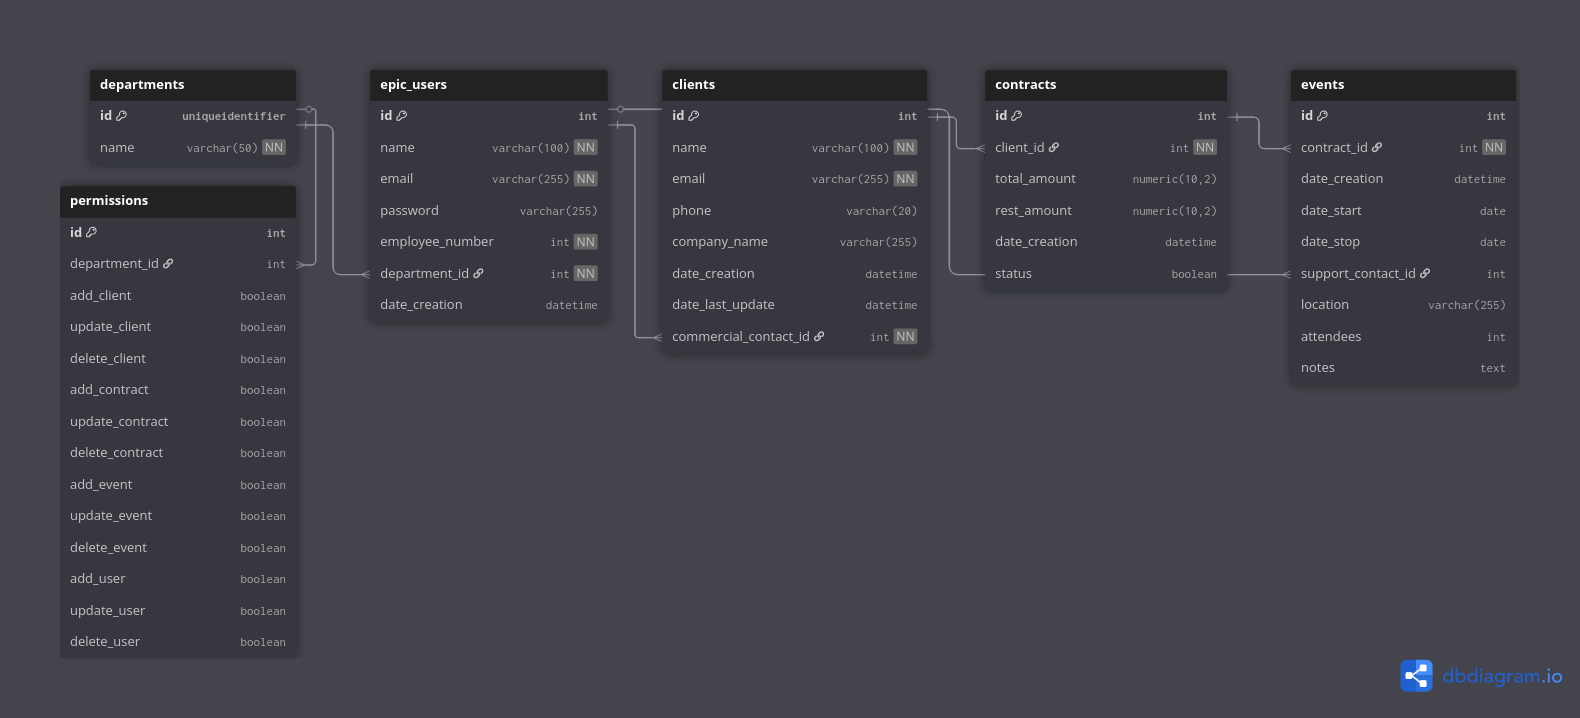 departments
id uniqueidentifier
name varchar(50) NN
permissions
id int
department_id int
add_client boolean
update_client boolean
delete_client boolean
add_contract boolean
update_contract boolean
delete_contract boolean
add_event boolean
update_event boolean
delete_event boolean
add_user boolean
update_user boolean
delete_user boolean
epic_users
id int
name varchar(100) NN
email varchar(255) NN
password varchar(255)
employee_number int NN
department_id int NN
date_creation datetime
clients
id int
name varchar(100) NN
email varchar(255) NN
phone varchar(20)
company_name varchar(255)
date_creation datetime
date_last_update datetime
commercial_contact_id int NN
contracts
id int
client_id int NN
total_amount numeric(10,2)
rest_amount numeric(10,2)
date_creation datetime
status boolean
events
id int
contract_id int NN
date_creation datetime
date_start date
date_stop date
support_contact_id int
location varchar(255)
attendees int
notes text
dbdiagram.io